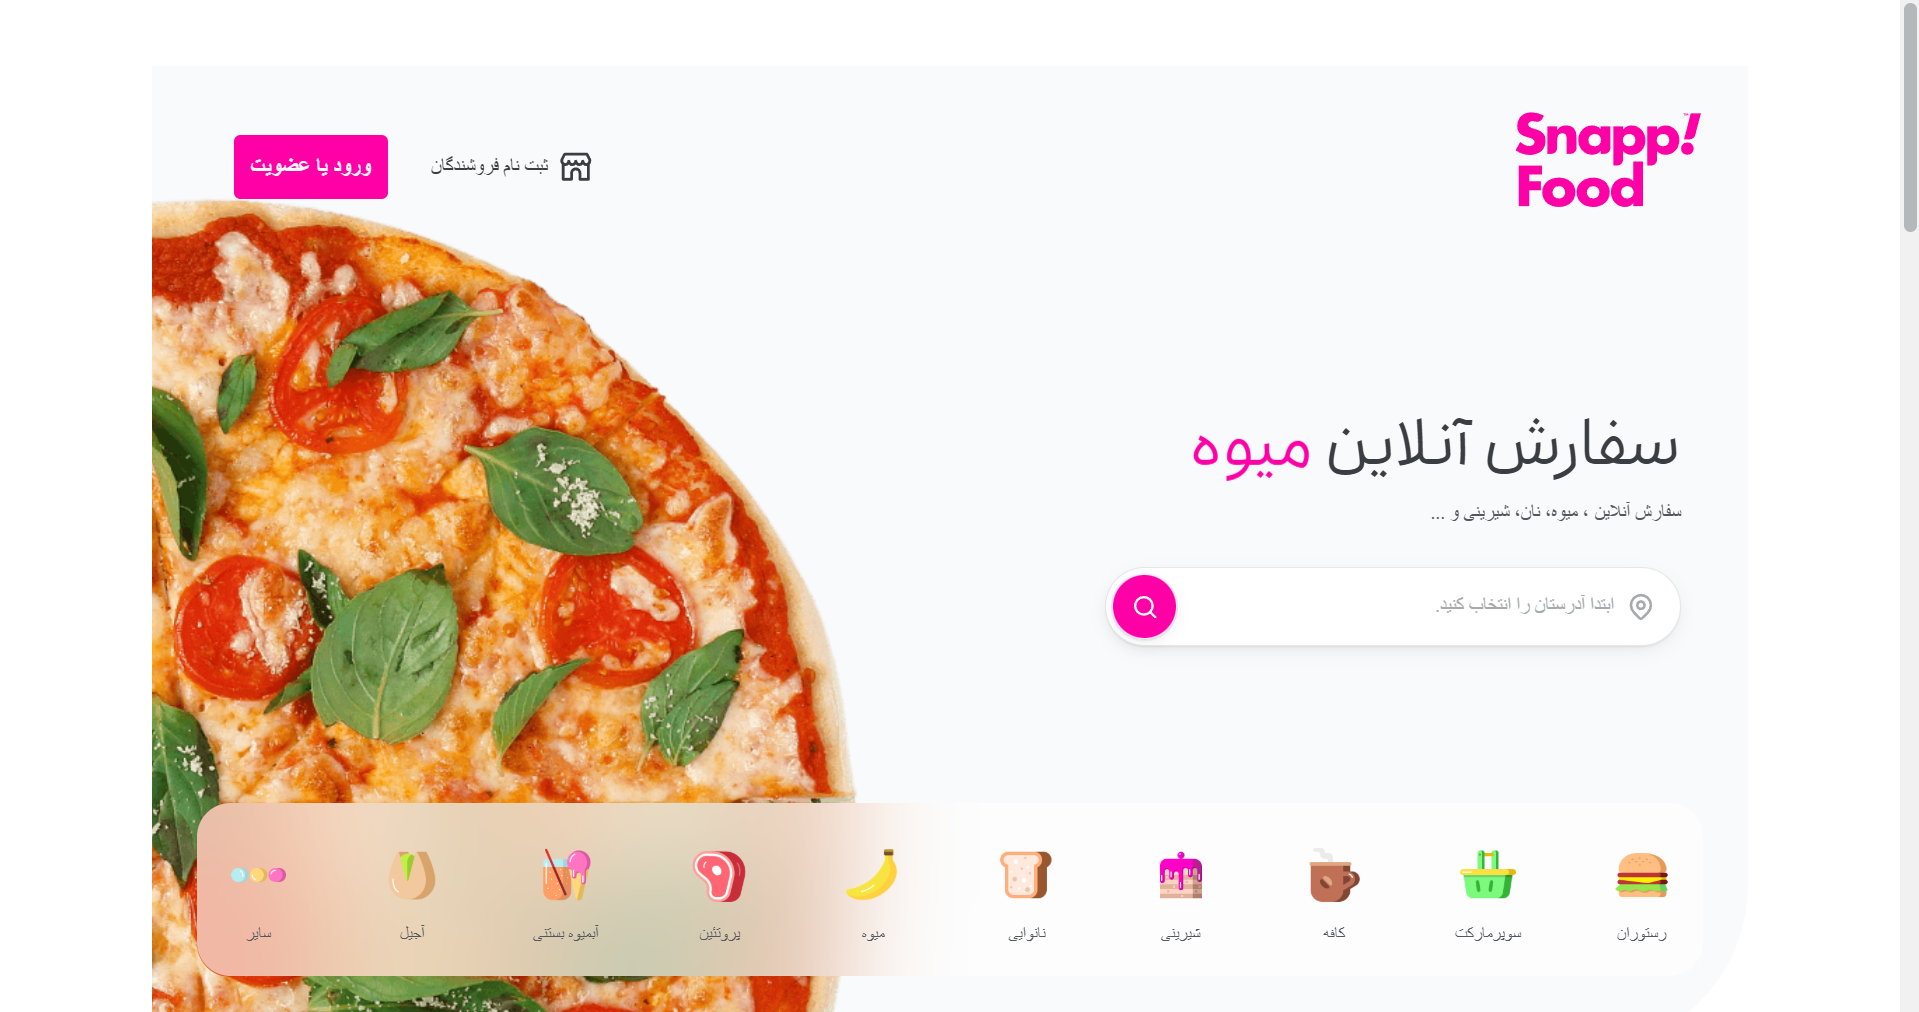 Snapp!
Food
ثبت نام فروشندگان
ورود یا عضویت
سفارش آنلاین میوه
سفارش آنلاین ، میوه، نان، شیرینی و ...
ابتدا آدرستان را انتخاب کنید.
رستوران
سوپرمارکت
کافه
شیرینی
نانوایی
میوه
پروتئین
آبمیوه بستنی
آجیل
سایر